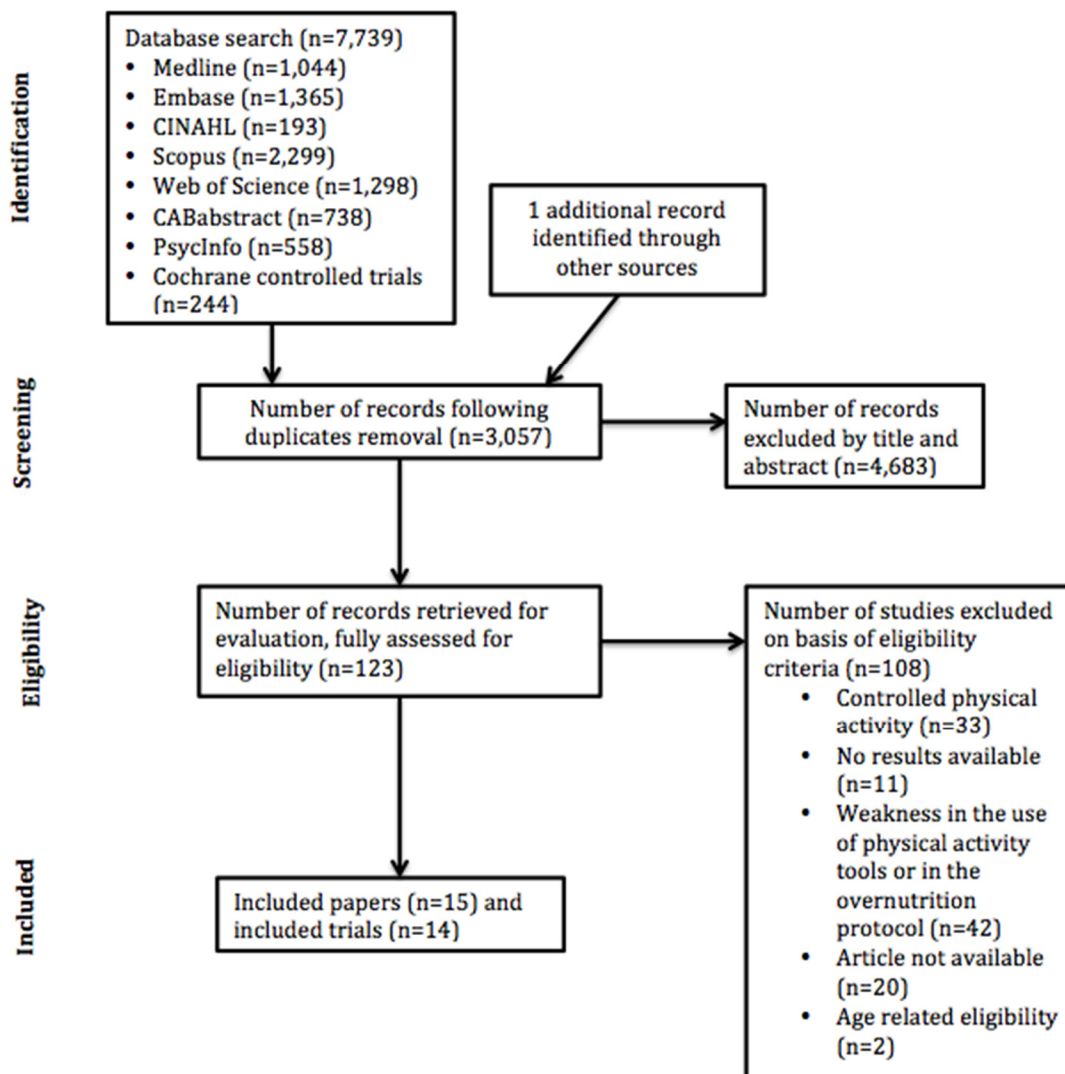 Identification
Database search (n=7,739)
• Medline (n=1,044)
• Embase (n=1,365)
• CINAHL (n=193)
• Scopus (n=2,299)
• Web of Science (n=1,298)
• CABabstract (n=738)
• PsycInfo (n=558)
• Cochrane controlled trials
(n=244)
1 additional record
identified through
other sources
Screening
Number of records following
duplicates removal (n=3,057)
Number of records
excluded by title and
abstract (n=4,683)
Eligibility
Number of records retrieved for
evaluation, fully assessed for
eligibility (n=123)
Number of studies excluded
on basis of eligibility
criteria (n=108)
• Controlled physical
activity (n=33)
• No results available
(n=11)
• Weakness in the use
of physical activity
tools or in the
overnutrition
protocol (n=42)
• Article not available
(n=20)
• Age related eligibility
(n=2)
Included
Included papers (n=15) and
included trials (n=14)